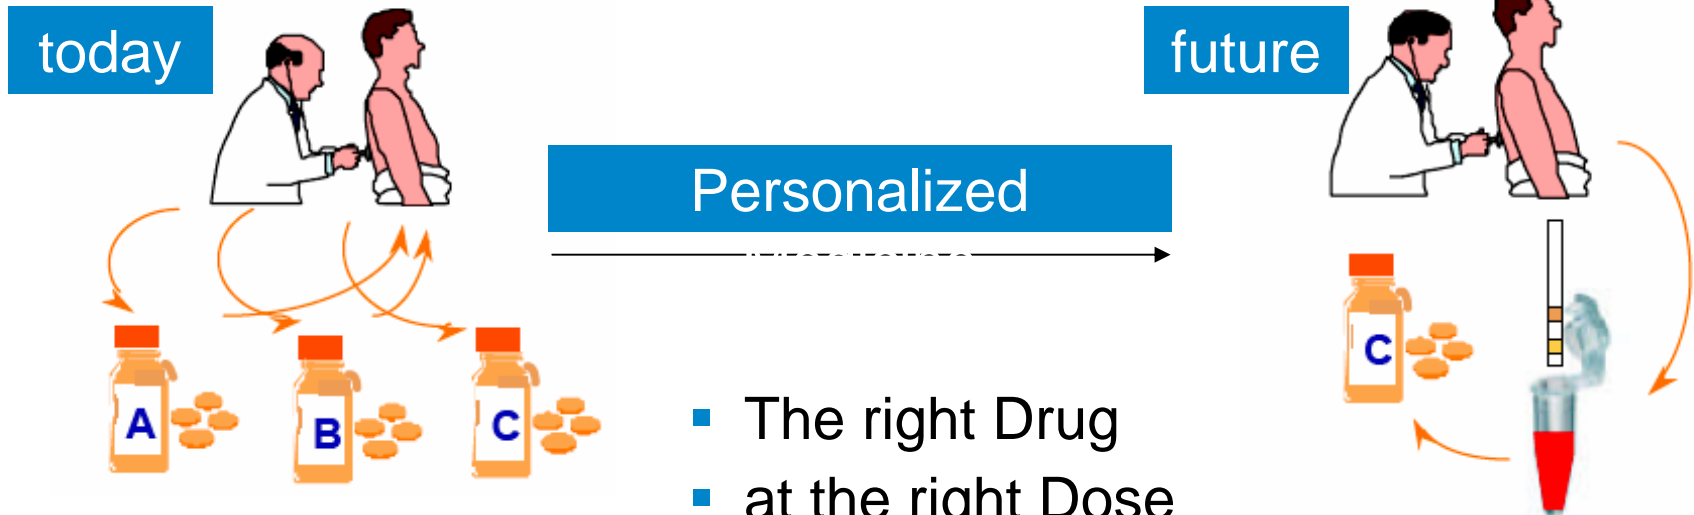 today
future
Personalized
A
B
C
C
The right Drug
at the right Dose